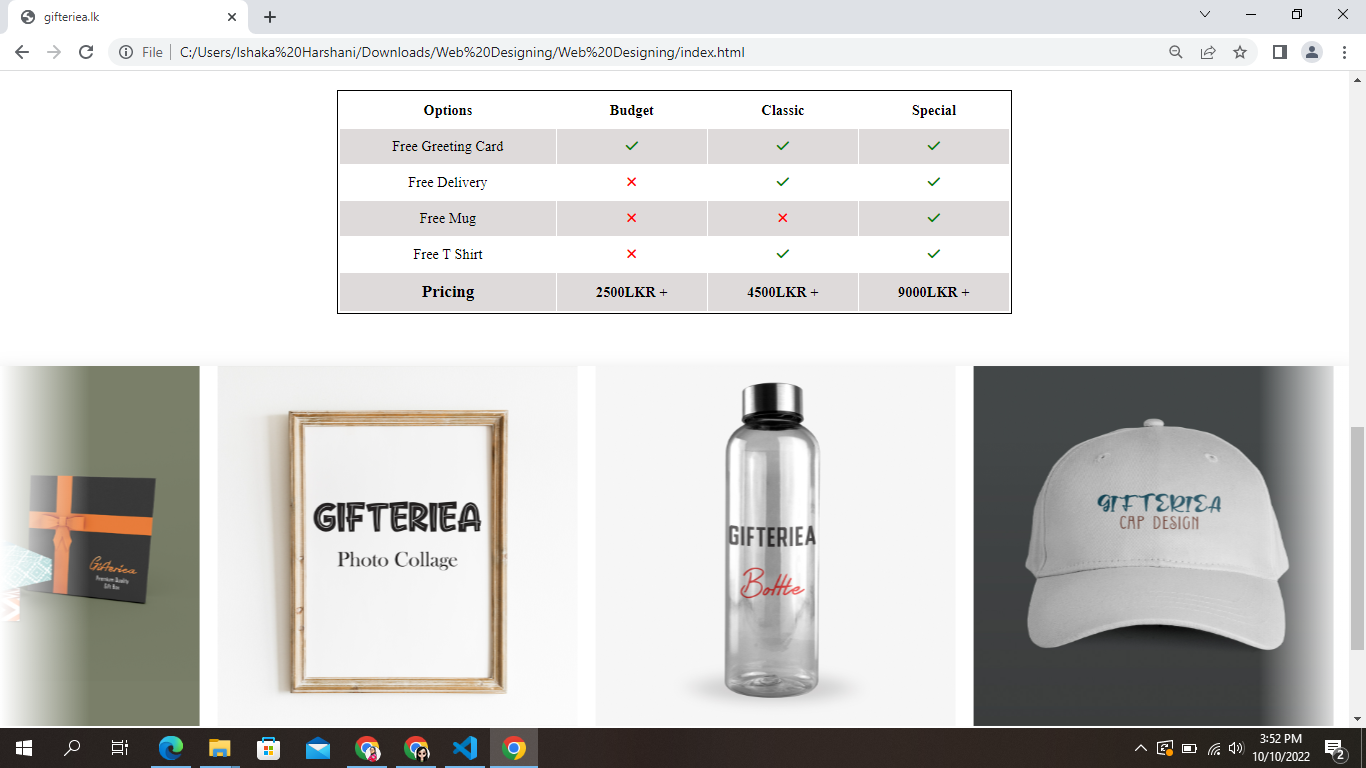 gifteriea.lk
File C:/Users/Ishaka%20Harshani/Downloads/Web%20Designing/Web%20Designing/index.html
Options Budget Classic Special
Free Greeting Card ✓ ✓ ✓
Free Delivery ✕ ✓ ✓
Free Mug ✕ ✕ ✓
Free T Shirt ✕ ✓ ✓
Pricing 2500LKR + 4500LKR + 9000LKR +
Gifteriea
Premium Quality
Gift Box
GIFTERIEA
Photo Collage
GIFTERIEA
Bottle
GIFTERIEA
CAP DESIGN
3:52 PM
10/10/2022
2